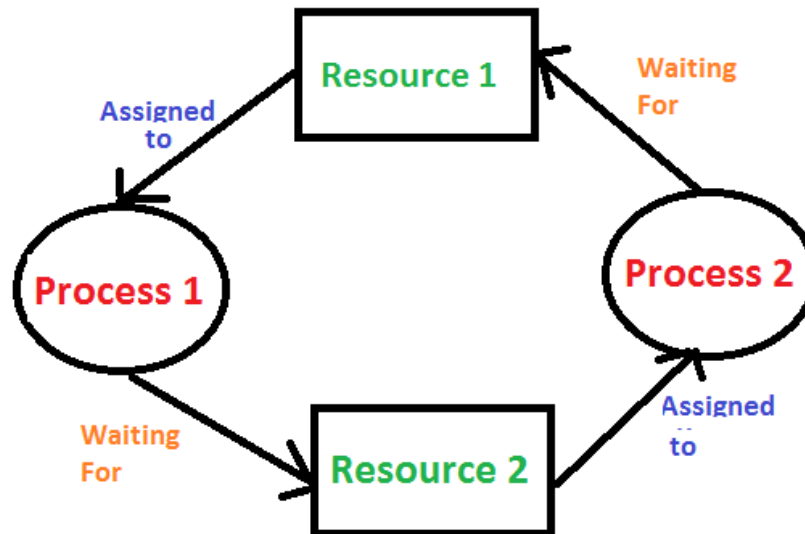 Resource 1
Waiting
For
Assigned
to
Process 1
Process 2
Waiting
For
Resource 2
Assigned
to